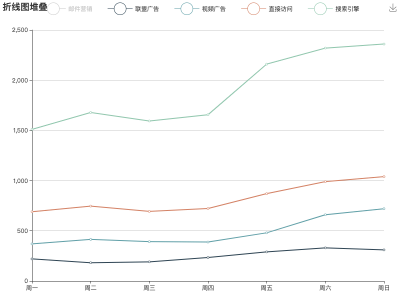 折线图堆叠
邮件营销 联盟广告 视频广告 直接访问 搜索引擎
2,500
2,000
1,500
1,000
500
0
周一 周二 周三 周四 周五 周六 周日